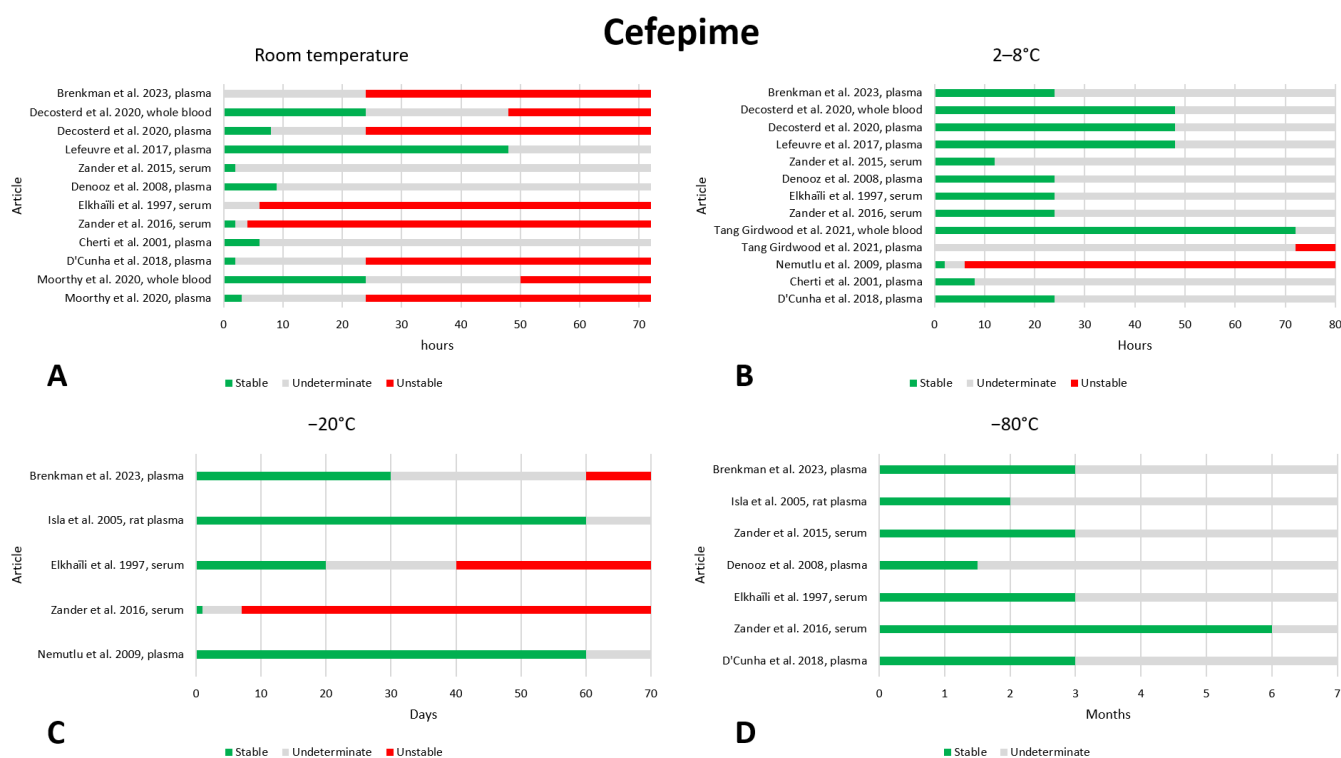 Cefepime
Room temperature
Article
Brenkman et al. 2023, plasma
Decosterd et al. 2020, whole blood
Decosterd et al. 2020, plasma
Lefeuvre et al. 2017, plasma
Zander et al. 2015, serum
Denooz et al. 2008, plasma
Elkhaïli et al. 1997, serum
Zander et al. 2016, serum
Cherti et al. 2001, plasma
D'Cunha et al. 2018, plasma
Moorthy et al. 2020, whole blood
Moorthy et al. 2020, plasma
0 10 20 30 40 50 60 70
hours
A
Stable Undeterminate Unstable
2–8°C
Article
Brenkman et al. 2023, plasma
Decosterd et al. 2020, whole blood
Decosterd et al. 2020, plasma
Lefeuvre et al. 2017, plasma
Zander et al. 2015, serum
Denooz et al. 2008, plasma
Elkhaïli et al. 1997, serum
Zander et al. 2016, serum
Tang Girdwood et al. 2021, whole blood
Tang Girdwood et al. 2021, plasma
Nemutlu et al. 2009, plasma
Cherti et al. 2001, plasma
D'Cunha et al. 2018, plasma
0 10 20 30 40 50 60 70 80
Hours
B
Stable Undeterminate Unstable
−20°C
Article
Brenkman et al. 2023, plasma
Isla et al. 2005, rat plasma
Elkhaïli et al. 1997, serum
Zander et al. 2016, serum
Nemutlu et al. 2009, plasma
0 10 20 30 40 50 60 70
Days
C
Stable Undeterminate Unstable
−80°C
Article
Brenkman et al. 2023, plasma
Isla et al. 2005, rat plasma
Zander et al. 2015, serum
Denooz et al. 2008, plasma
Elkhaïli et al. 1997, serum
Zander et al. 2016, serum
D'Cunha et al. 2018, plasma
0 1 2 3 4 5 6 7
Months
D
Stable Undeterminate